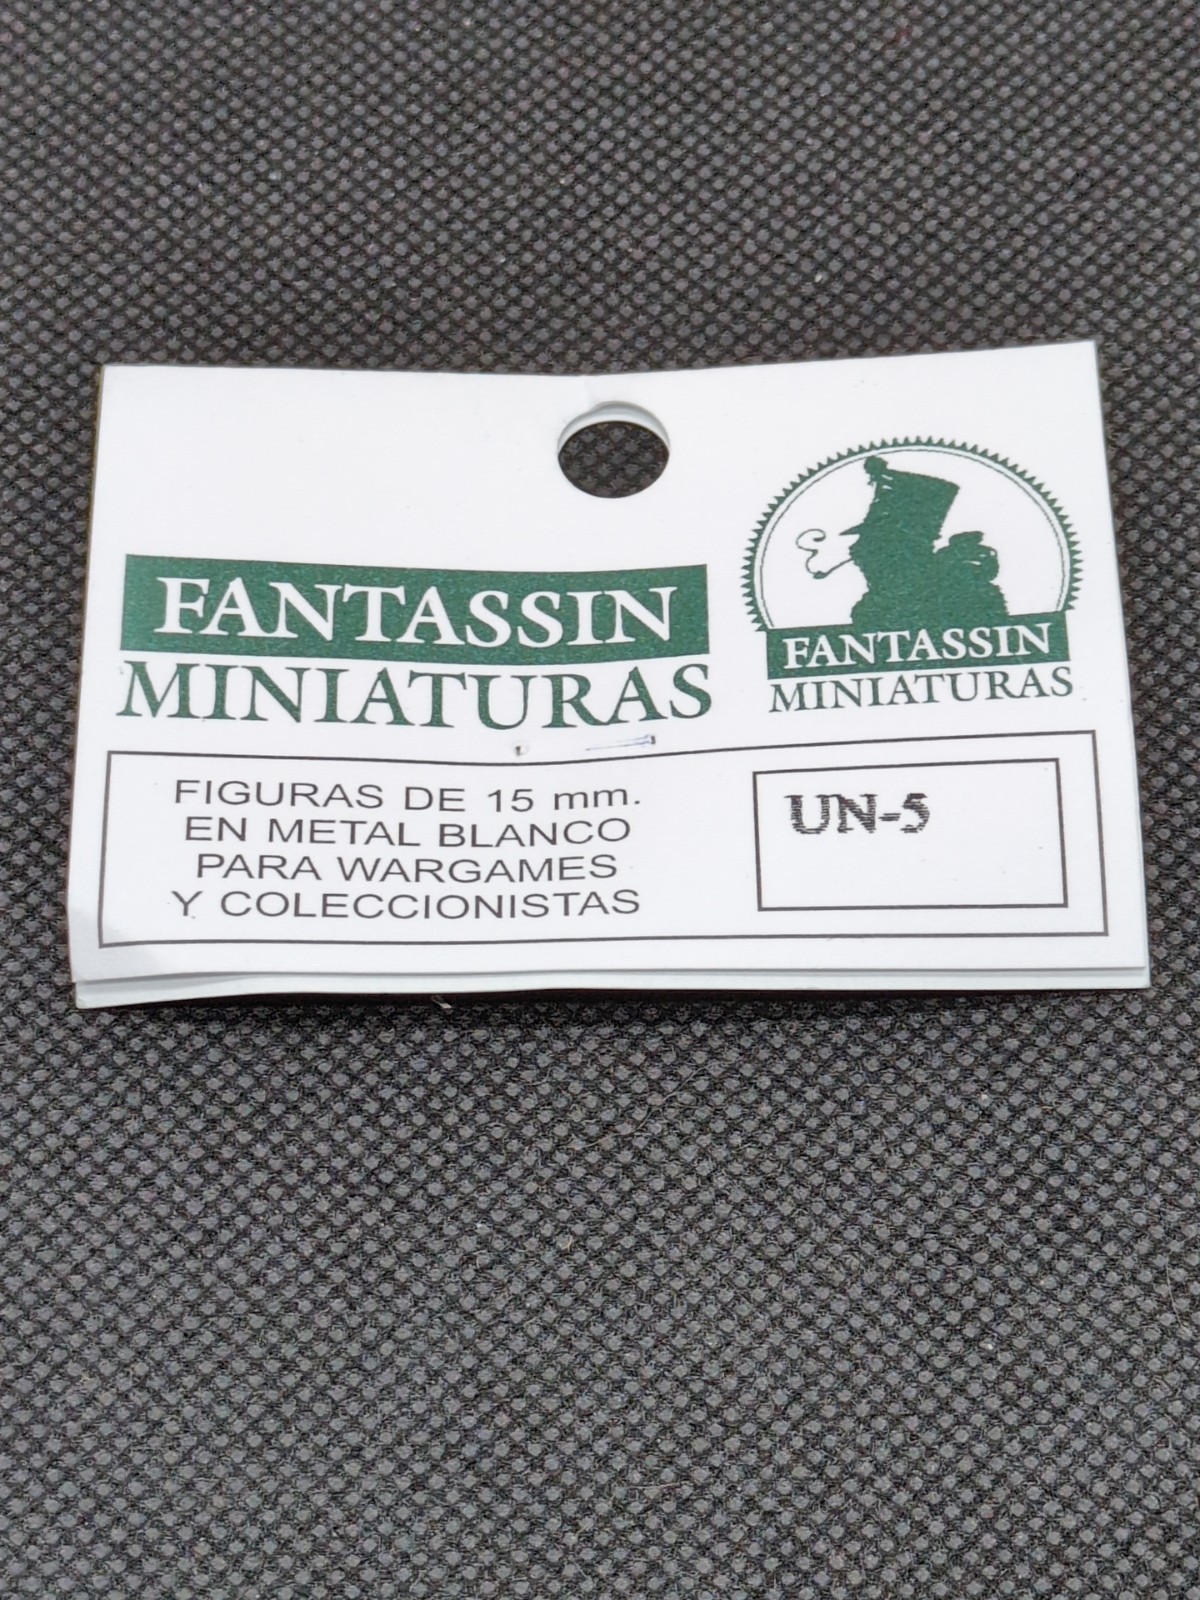 FANTASSIN
MINIATURAS
FANTASSIN
MINIATURAS
FIGURAS DE 15 mm.
EN METAL BLANCO
PARA WARGAMES
Y COLECCIONISTAS
UN-5